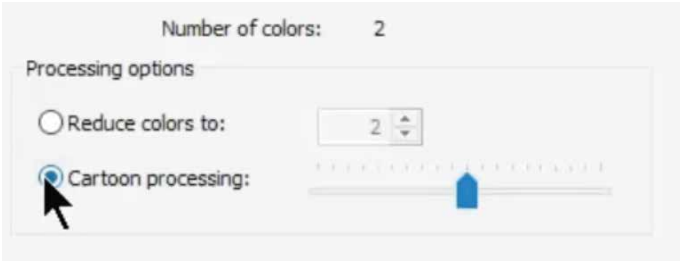 Number of colors: 2
Processing options
Reduce colors to: 2
Cartoon processing: